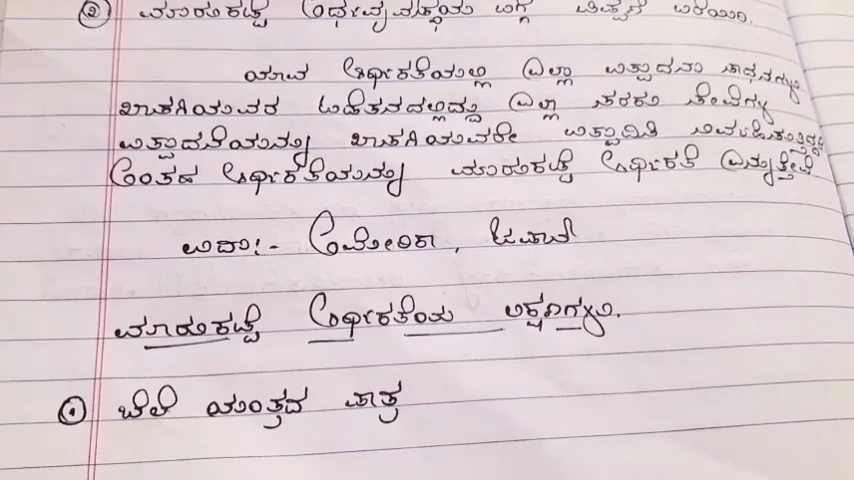 ② ಮಾರುಕಟ್ಟೆ ಅರ್ಥವ್ಯವಸ್ಥೆಯ ಬಗ್ಗೆ ಟಿಪ್ಪಣಿ ಬರೆಯಿರಿ.
ಯಾವ ಆರ್ಥಿಕತೆಯಲ್ಲಿ ಎಲ್ಲಾ ಉತ್ಪಾದನಾ ಸಾಧನಗಳು
ಖಾಸಗಿಯವರ ಒಡೆತನದಲ್ಲಿದ್ದು ಎಲ್ಲಾ ಸರಕು ಸೇವೆಗಳ
ಉತ್ಪಾದನೆಯನ್ನು ಖಾಸಗಿಯವರೇ ಉತ್ಪಾದಿಸಿ ನಿರ್ವಹಿಸುತ್ತಿದ್ದರೆ
ಅಂತಹ ಆರ್ಥಿಕತೆಯನ್ನು ಮಾರುಕಟ್ಟೆ ಆರ್ಥಿಕತೆ ಎನ್ನುತ್ತೇವೆ
ಉದಾ:- ಅಮೇರಿಕಾ, ಜಪಾನ್
ಮಾರುಕಟ್ಟೆ ಆರ್ಥಿಕತೆಯ ಲಕ್ಷಣಗಳು.
① ಬೆಲೆ ಯಂತ್ರದ ಪಾತ್ರ